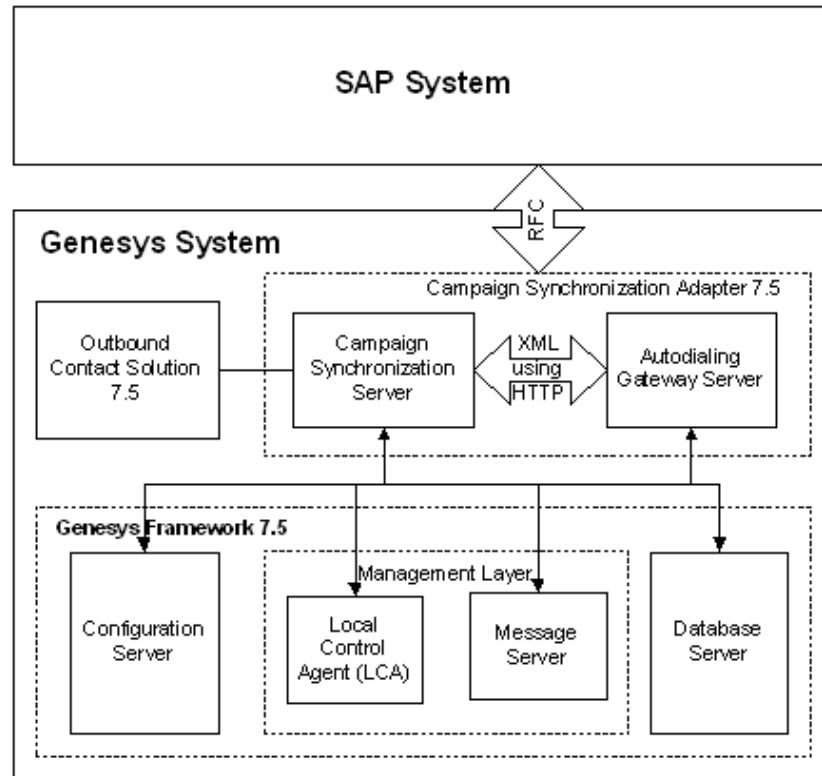 SAP System
RFC
Genesys System
Campaign Synchronization Adapter 7.5
Outbound
Contact Solution
7.5
Campaign
Synchronization
Server
XML
using
HTTP
Autodialing
Gateway Server
Genesys Framework 7.5
Management Layer
Configuration
Server
Local
Control
Agent (LCA)
Message
Server
Database
Server